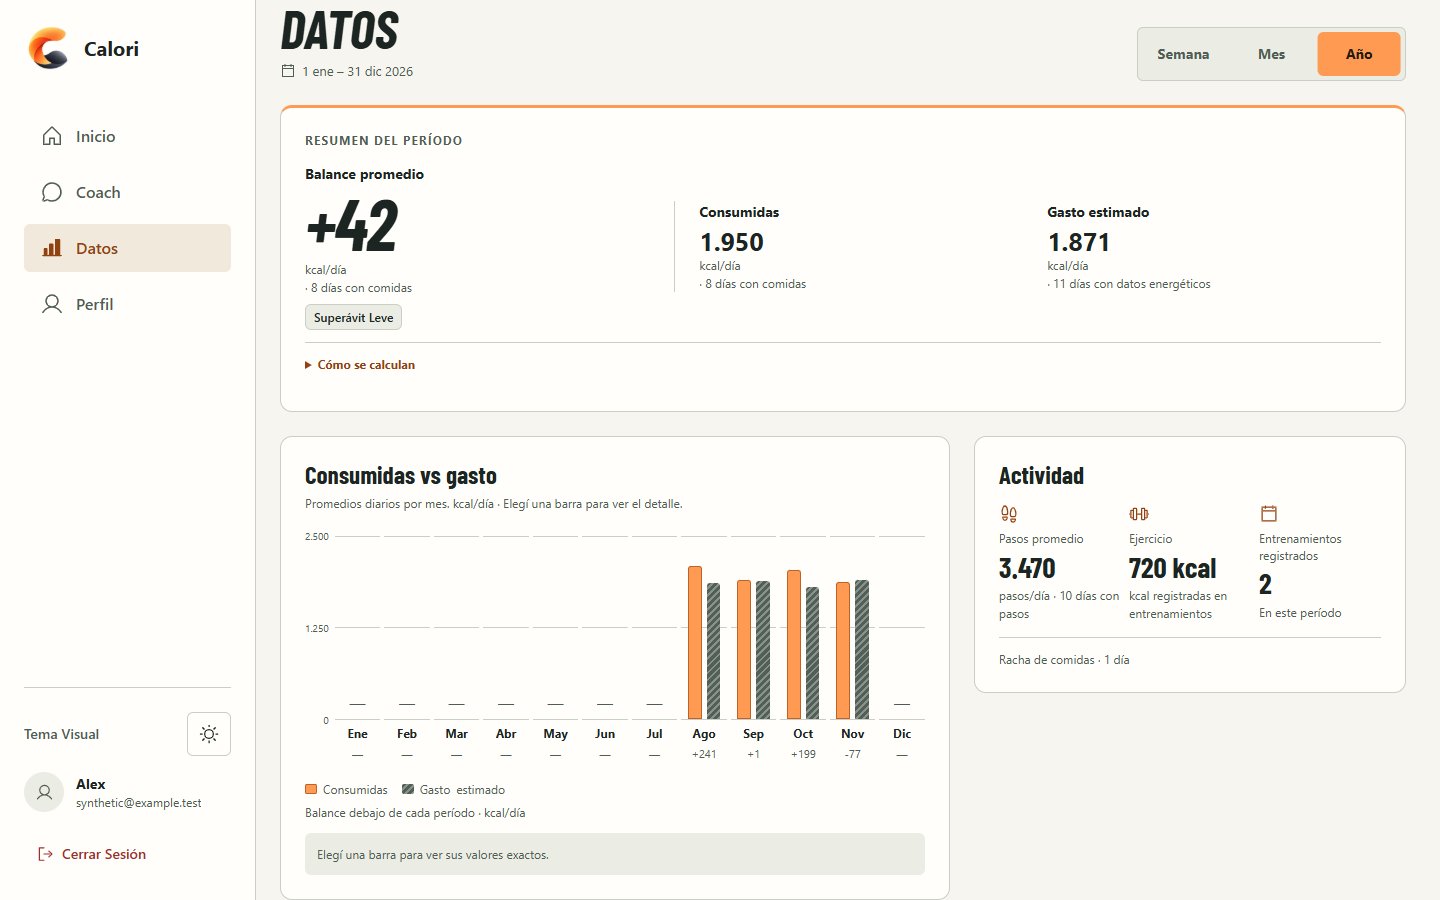 Calori
Inicio
Coach
Datos
Perfil
Tema Visual
Alex
synthetic@example.test
Cerrar Sesión
DATOS
1 ene – 31 dic 2026
Semana Mes Año
RESUMEN DEL PERÍODO
Balance promedio
+42
kcal/día
· 8 días con comidas
Superávit Leve
Consumidas
1.950
kcal/día
· 8 días con comidas
Gasto estimado
1.871
kcal/día
· 11 días con datos energéticos
▶ Cómo se calculan
Consumidas vs gasto
Promedios diarios por mes. kcal/día · Elegí una barra para ver el detalle.
2.500
1.250
0
Ene Feb Mar Abr May Jun Jul Ago Sep Oct Nov Dic
— — — — — — — +241 +1 +199 -77 —
Consumidas Gasto estimado
Balance debajo de cada período · kcal/día
Elegí una barra para ver sus valores exactos.
Actividad
Pasos promedio
3.470
pasos/día · 10 días con
pasos
Ejercicio
720 kcal
kcal registradas en
entrenamientos
Entrenamientos
registrados
2
En este período
Racha de comidas · 1 día